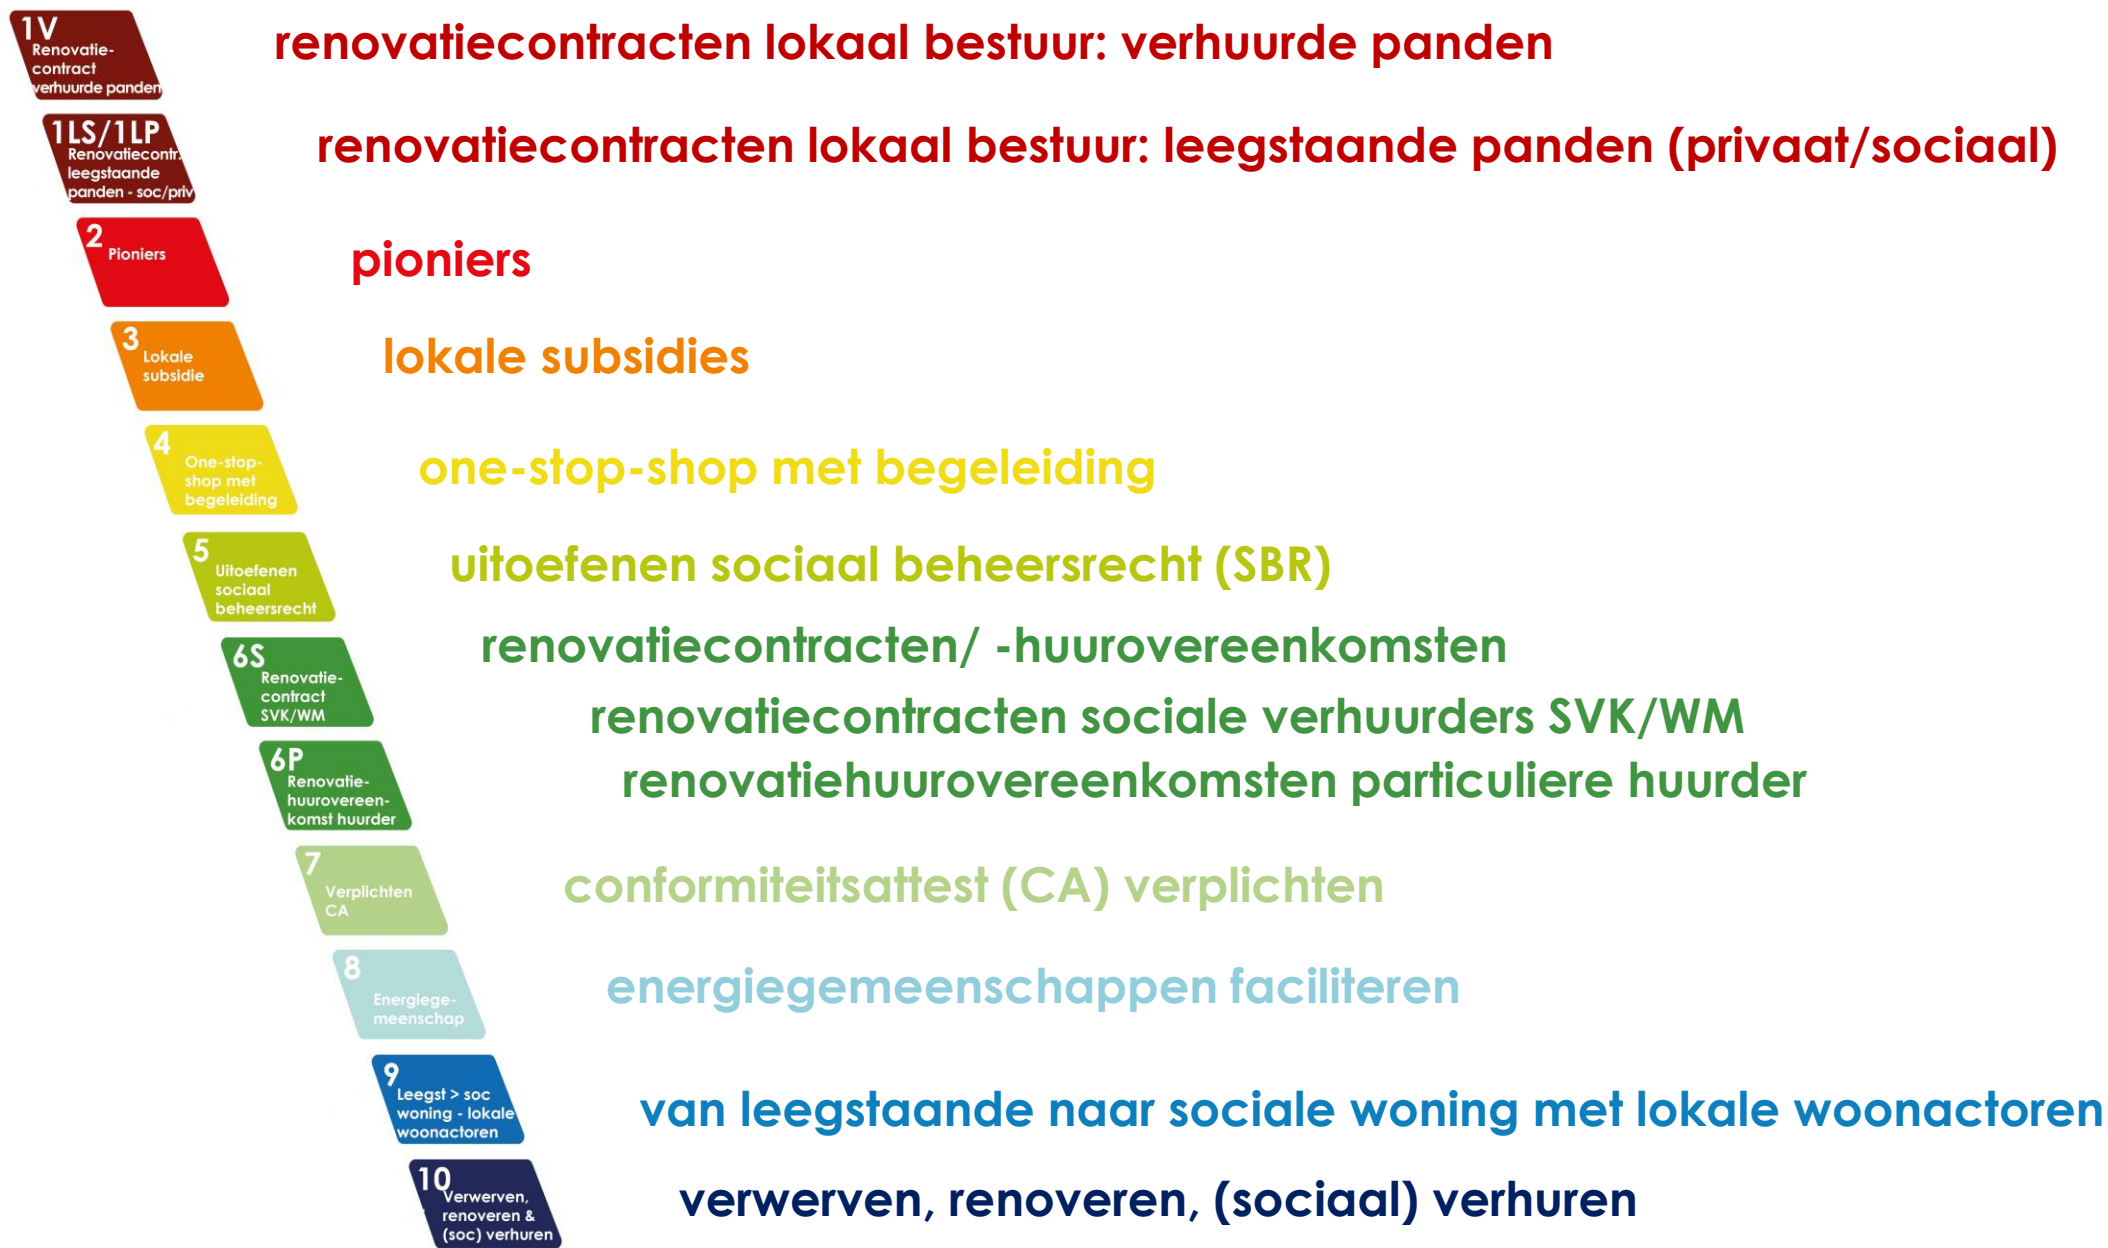 1V
Renovatie-
contract
verhuurde panden
renovatiecontracten lokaal bestuur: verhuurde panden
1LS/1LP
Renovatiecontr.
leegstaande
panden - soc/priv
renovatiecontracten lokaal bestuur: leegstaande panden (privaat/sociaal)
2
Pioniers
pioniers
3
Lokale
subsidie
lokale subsidies
4
One-stop-
shop met
begeleiding
one-stop-shop met begeleiding
5
Uitoefenen
sociaal
beheersrecht
uitoefenen sociaal beheersrecht (SBR)
6S
Renovatie-
contract
SVK/WM
renovatiecontracten/ -huurovereenkomsten
renovatiecontracten sociale verhuurders SVK/WM
6P
Renovatie-
huurovereen-
komst huurder
renovatiehuurovereenkomsten particuliere huurder
7
Verplichten
CA
conformiteitsattest (CA) verplichten
8
Energiege-
meenschap
energiegemeenschappen faciliteren
9
Leegst > soc
woning - lokale
woonactoren
van leegstaande naar sociale woning met lokale woonactoren
10
Verwerven,
renoveren &
(soc) verhuren
verwerven, renoveren, (sociaal) verhuren